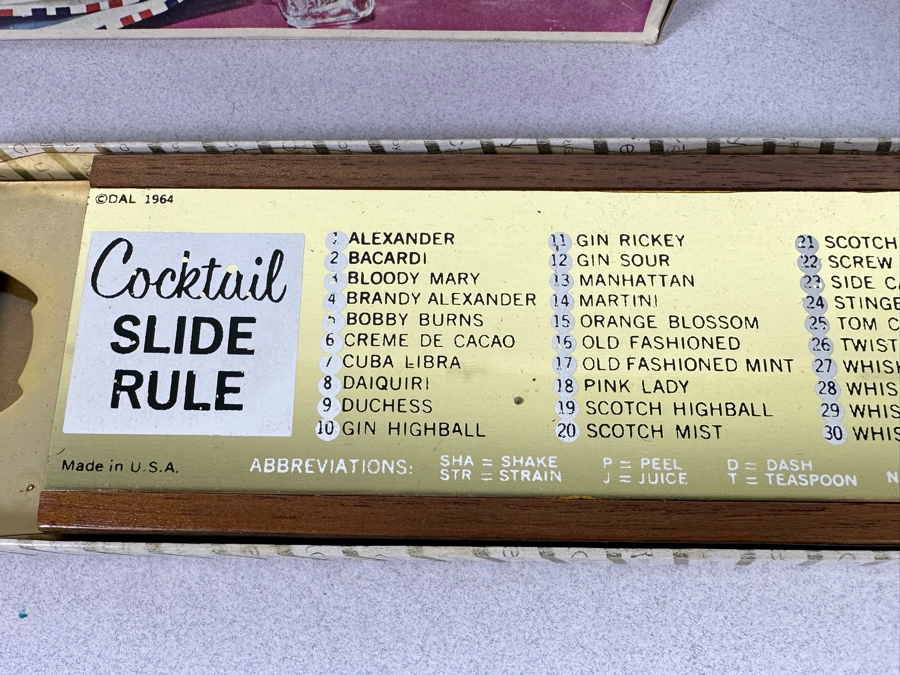 ©DAL 1964
Cocktail
SLIDE
RULE
1 ALEXANDER
2 BACARDI
3 BLOODY MARY
4 BRANDY ALEXANDER
5 BOBBY BURNS
6 CREME DE CACAO
7 CUBA LIBRA
8 DAIQUIRI
9 DUCHESS
10 GIN HIGHBALL
11 GIN RICKEY
12 GIN SOUR
13 MANHATTAN
14 MARTINI
15 ORANGE BLOSSOM
16 OLD FASHIONED
17 OLD FASHIONED MINT
18 PINK LADY
19 SCOTCH HIGHBALL
20 SCOTCH MIST
21 SCOTCH
22 SCREW
23 SIDE CA
24 STINGE
25 TOM C
26 TWIST
27 WHISK
28 WHIS
29 WHIS
30 WHIS
Made in U.S.A.
ABBREVIATIONS:
SHA = SHAKE
STR = STRAIN
P = PEEL
J = JUICE
D = DASH
T = TEASPOON
N